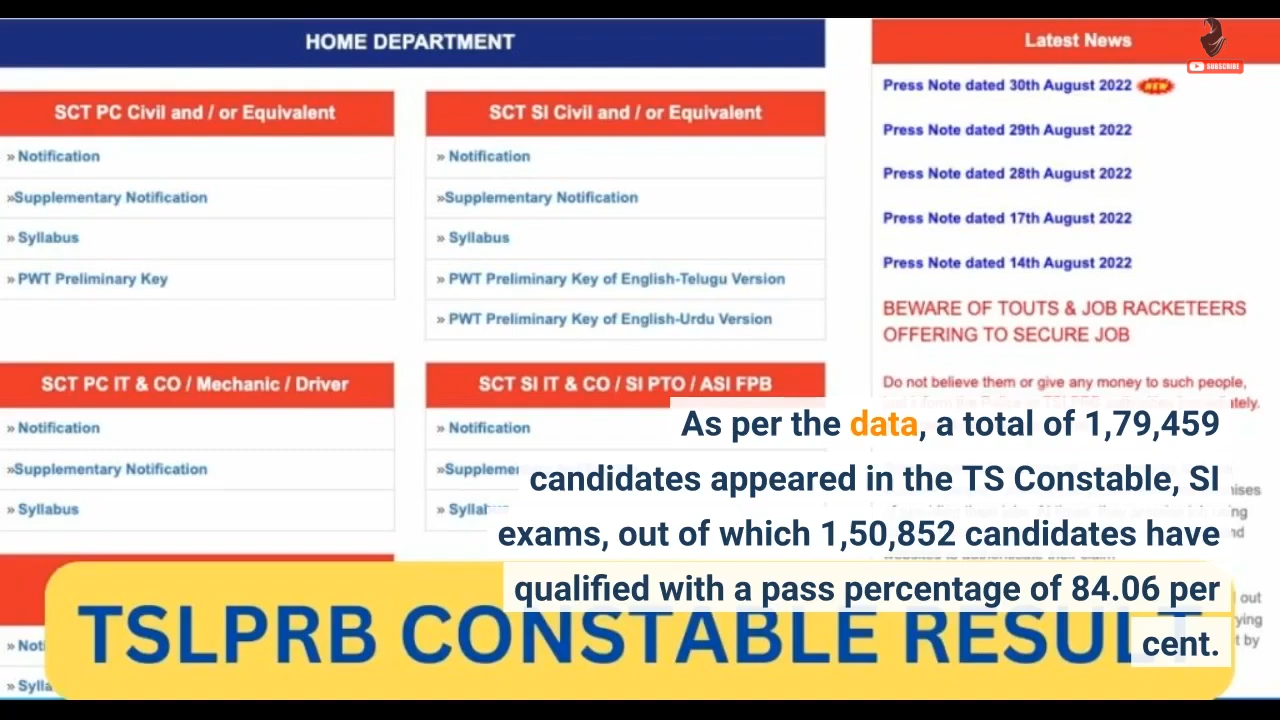 HOME DEPARTMENT
SCT PC Civil and / or Equivalent
» Notification
»Supplementary Notification
» Syllabus
» PWT Preliminary Key
SCT SI Civil and / or Equivalent
» Notification
»Supplementary Notification
» Syllabus
» PWT Preliminary Key of English-Telugu Version
» PWT Preliminary Key of English-Urdu Version
SCT PC IT & CO / Mechanic / Driver
» Notification
»Supplementary Notification
» Syllabus
SCT SI IT & CO / SI PTO / ASI FPB
» Notification
Latest News
SUBSCRIBE
Press Note dated 30th August 2022 NEW
Press Note dated 29th August 2022
Press Note dated 28th August 2022
Press Note dated 17th August 2022
Press Note dated 14th August 2022
BEWARE OF TOUTS & JOB RACKETEERS
OFFERING TO SECURE JOB
Do not believe them or give any money to such people,
As per the data, a total of 1,79,459
candidates appeared in the TS Constable, SI
exams, out of which 1,50,852 candidates have
qualified with a pass percentage of 84.06 per
cent.
TSLPRB CONSTABLE RESULT